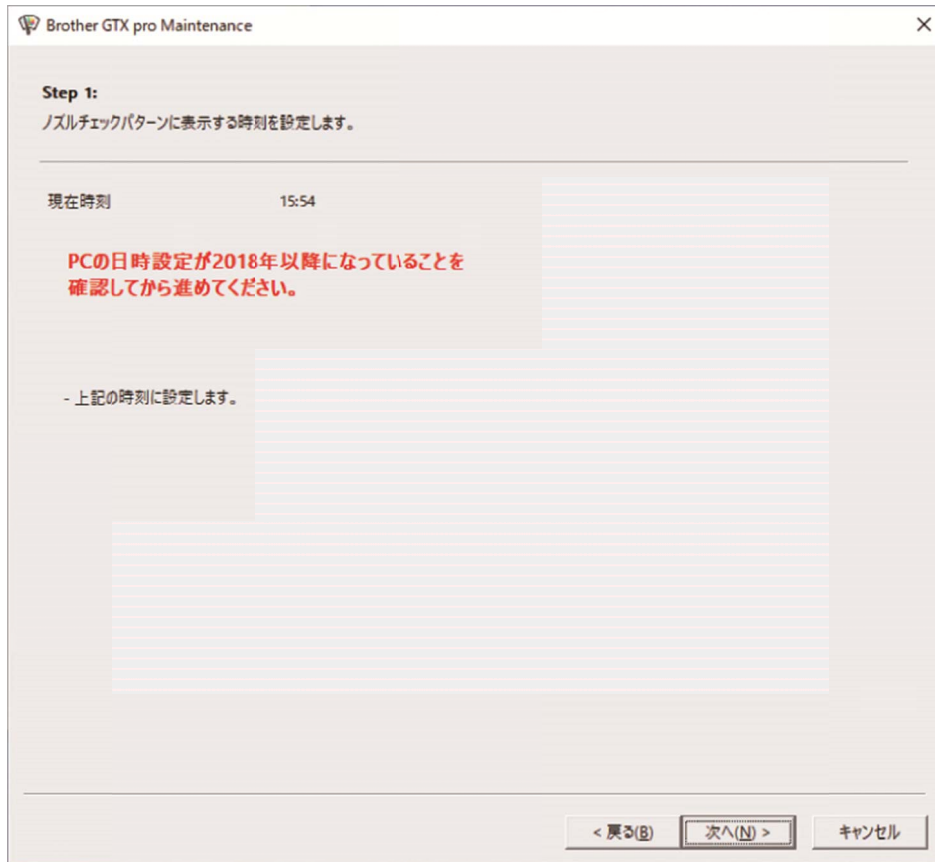 Brother GTX pro Maintenance
Step 1:
ノズルチェックパターンに表示する時刻を設定します。
現在時刻 15:54
PCの日時設定が2018年以降になっていることを
確認してから進めてください。
- 上記の時刻に設定します。
< 戻る(B) 次へ(N) > キャンセル